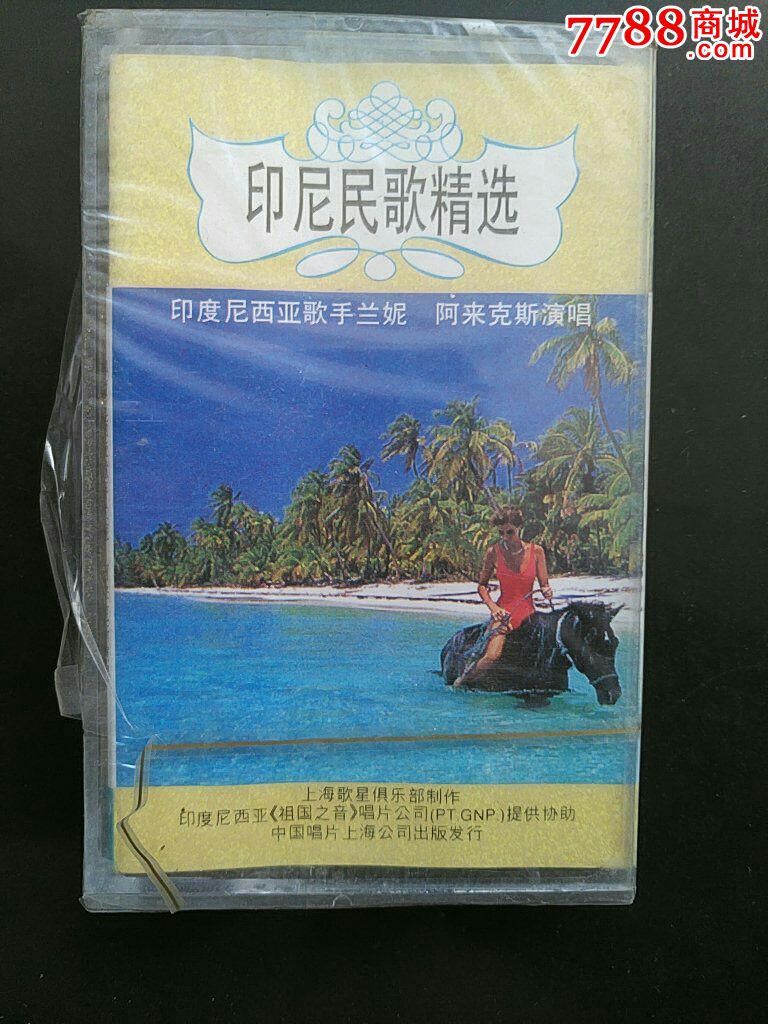 7788商城
.com
印尼民歌精选
印度尼西亚歌手兰妮 阿来克斯演唱
上海歌星俱乐部制作
印度尼西亚《祖国之音》唱片公司(PT.GNP.)提供协助
中国唱片上海公司出版发行